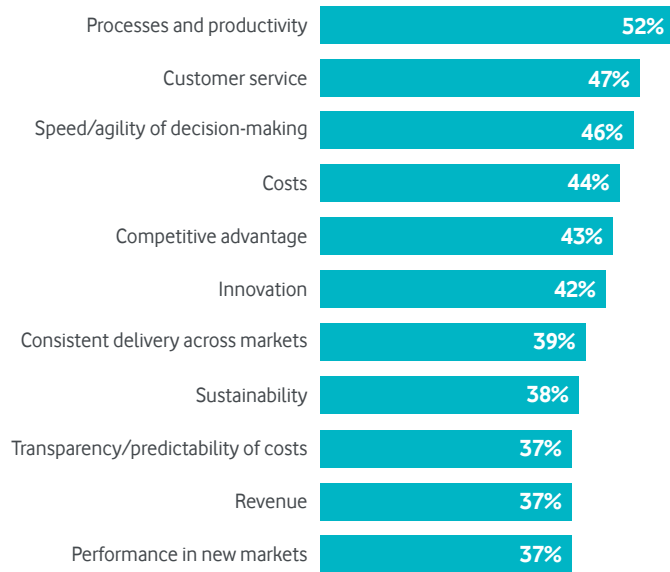 Processes and productivity 52%
Customer service 47%
Speed/agility of decision-making 46%
Costs 44%
Competitive advantage 43%
Innovation 42%
Consistent delivery across markets 39%
Sustainability 38%
Transparency/predictability of costs 37%
Revenue 37%
Performance in new markets 37%